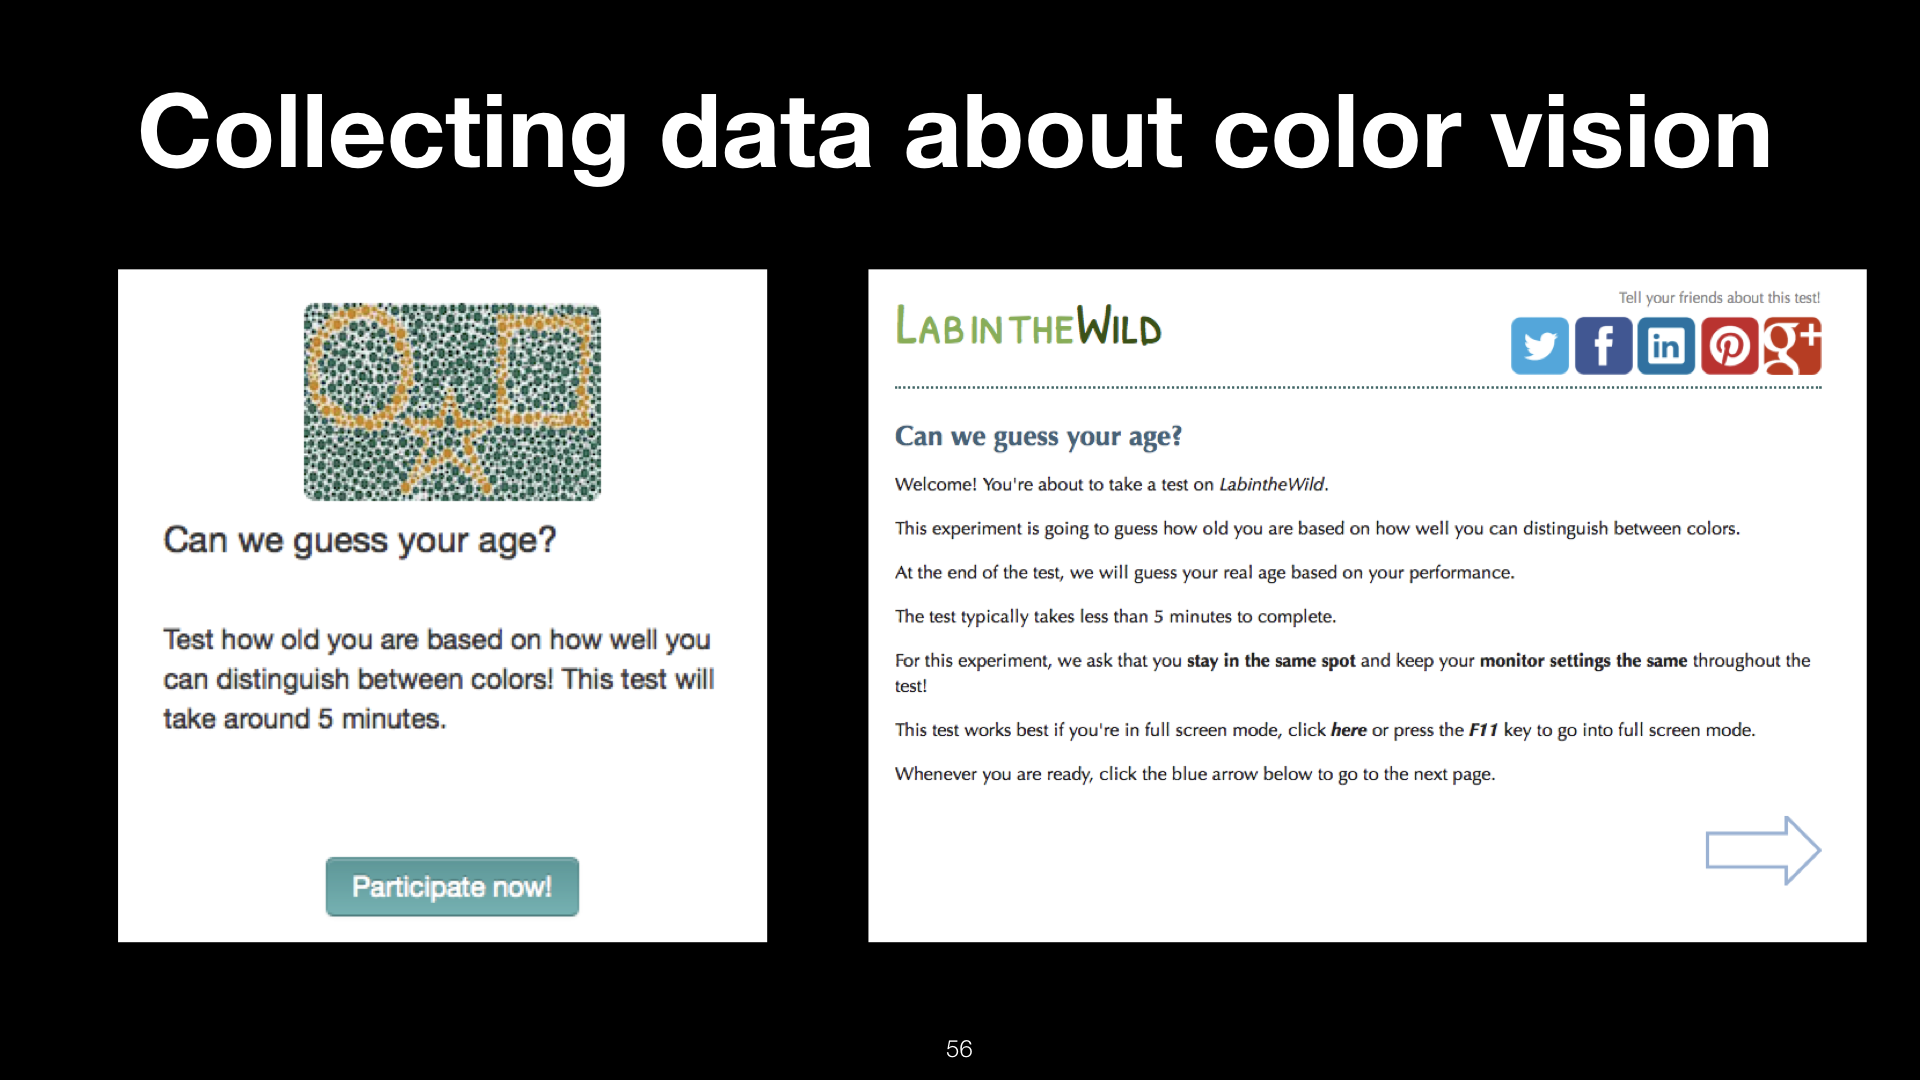 Collecting data about color vision
Can we guess your age?
Test how old you are based on how well you
can distinguish between colors! This test will
take around 5 minutes.
Participate now!
LABINTHEWILD
Tell your friends about this test!
f
in
g+
Can we guess your age?
Welcome! You're about to take a test on LabintheWild.
This experiment is going to guess how old you are based on how well you can distinguish between colors.
At the end of the test, we will guess your real age based on your performance.
The test typically takes less than 5 minutes to complete.
For this experiment, we ask that you stay in the same spot and keep your monitor settings the same throughout the
test!
This test works best if you're in full screen mode, click here or press the F11 key to go into full screen mode.
Whenever you are ready, click the blue arrow below to go to the next page.
56